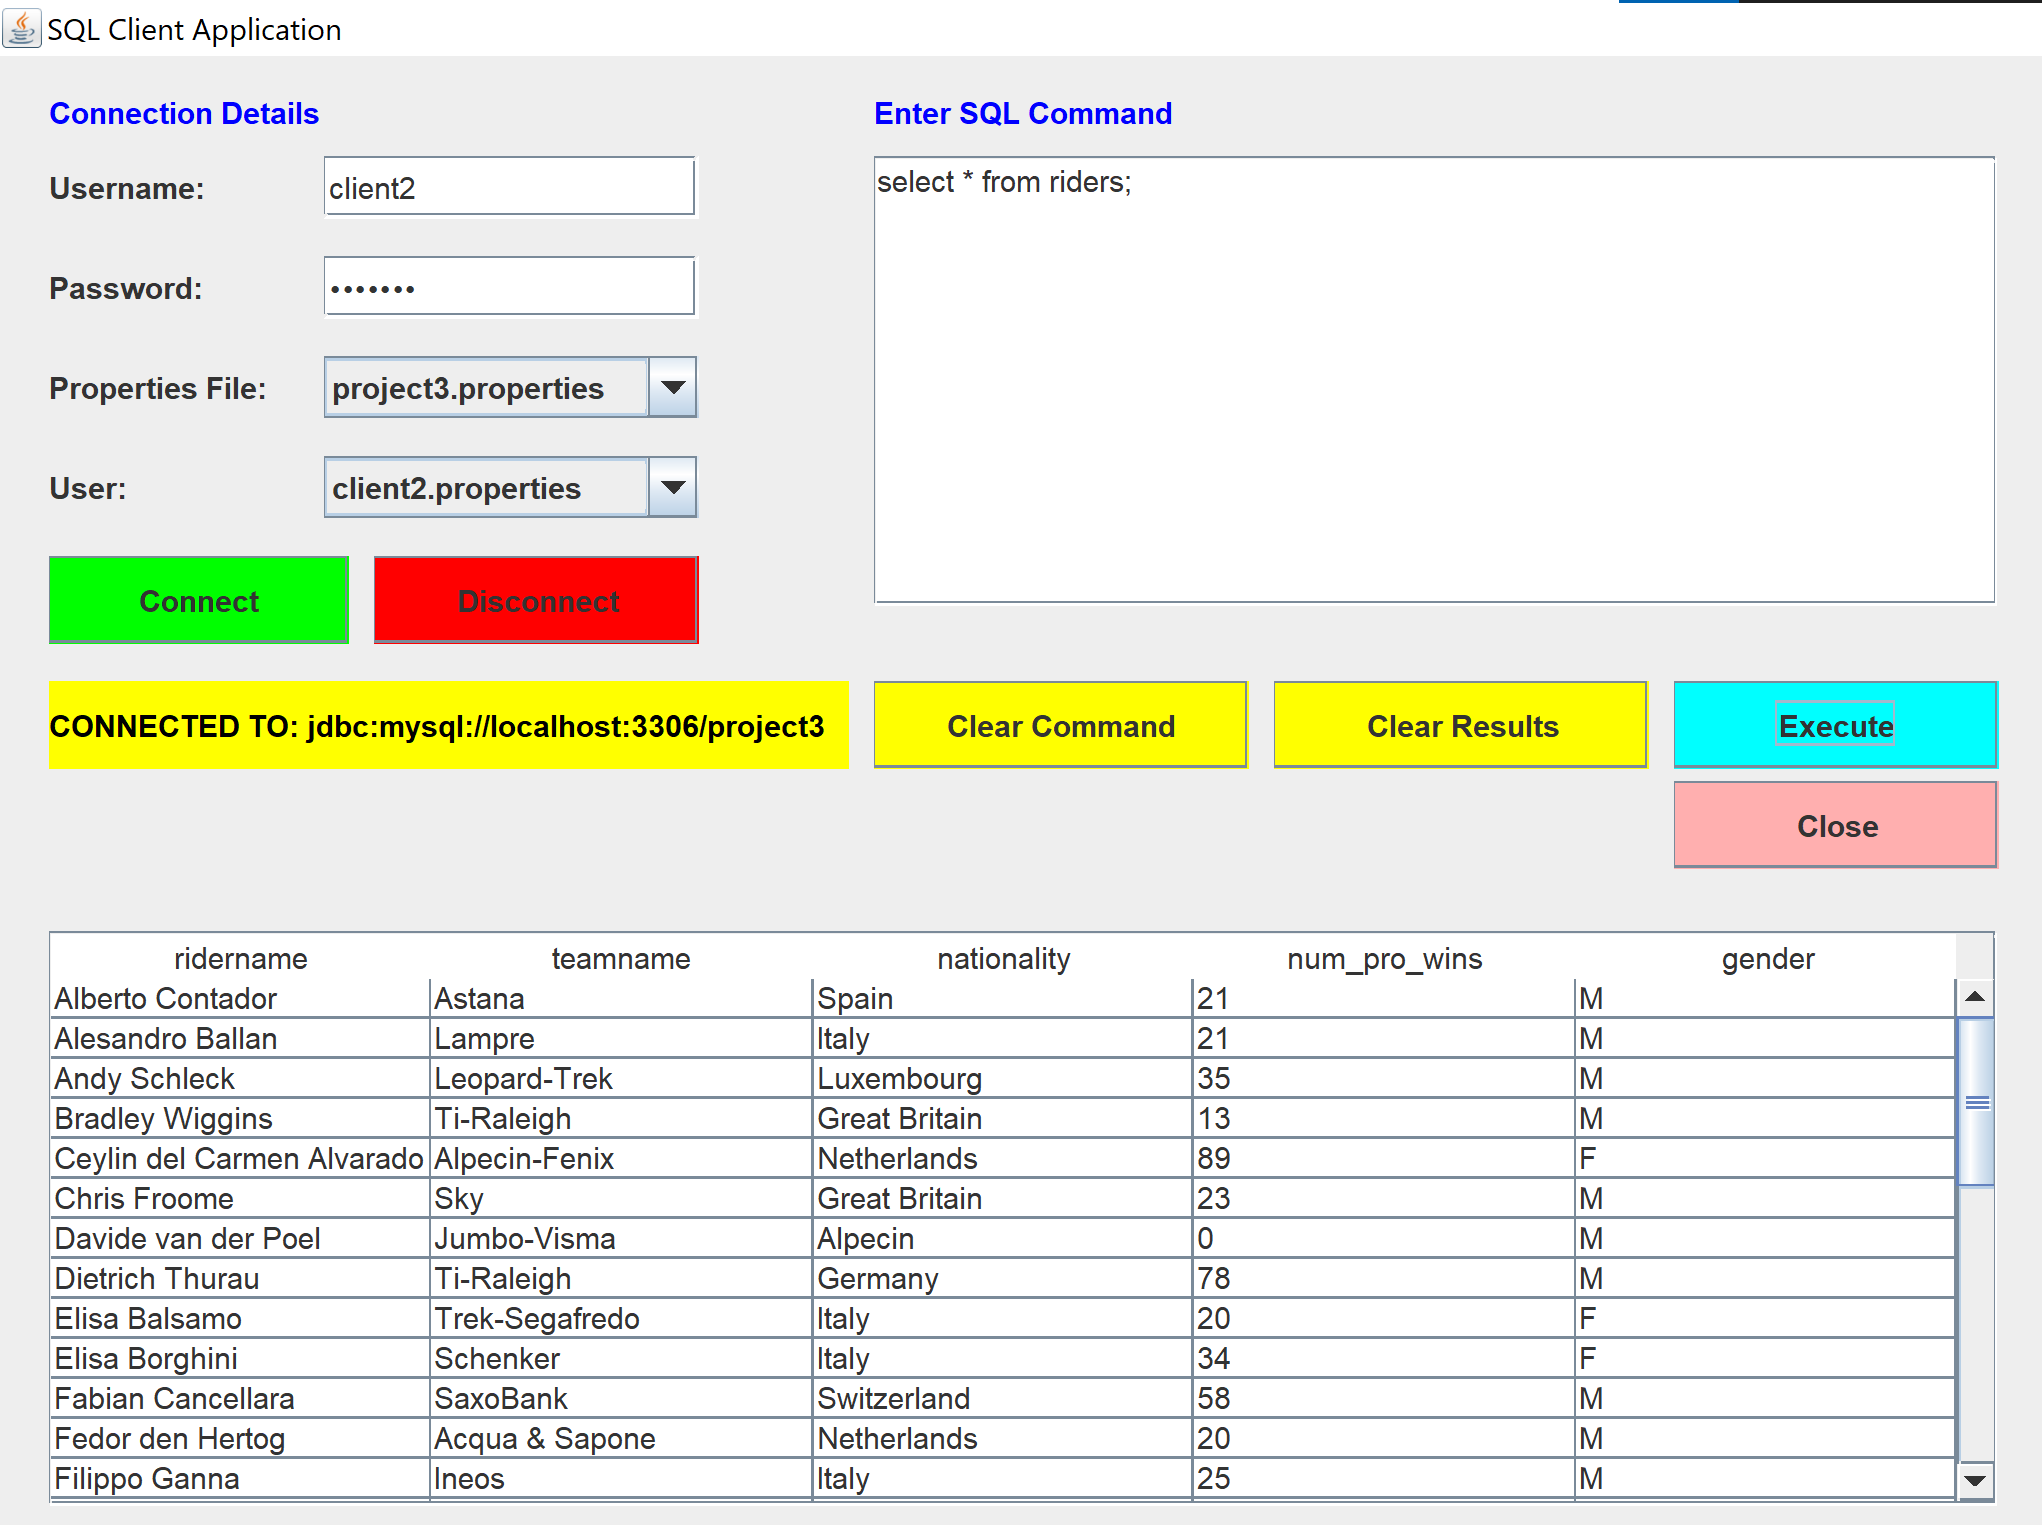 SQL Client Application
Connection Details
Enter SQL Command
Username: client2
select * from riders;
Password: •••••••
Properties File: project3.properties
User: client2.properties
Connect Disconnect
CONNECTED TO: jdbc:mysql://localhost:3306/project3
Clear Command Clear Results Execute
Close
ridername teamname nationality num_pro_wins gender
Alberto Contador Astana Spain 21 M
Alesandro Ballan Lampre Italy 21 M
Andy Schleck Leopard-Trek Luxembourg 35 M
Bradley Wiggins Ti-Raleigh Great Britain 13 M
Ceylin del Carmen Alvarado Alpecin-Fenix Netherlands 89 F
Chris Froome Sky Great Britain 23 M
Davide van der Poel Jumbo-Visma Alpecin 0 M
Dietrich Thurau Ti-Raleigh Germany 78 M
Elisa Balsamo Trek-Segafredo Italy 20 F
Elisa Borghini Schenker Italy 34 F
Fabian Cancellara SaxoBank Switzerland 58 M
Fedor den Hertog Acqua & Sapone Netherlands 20 M
Filippo Ganna Ineos Italy 25 M